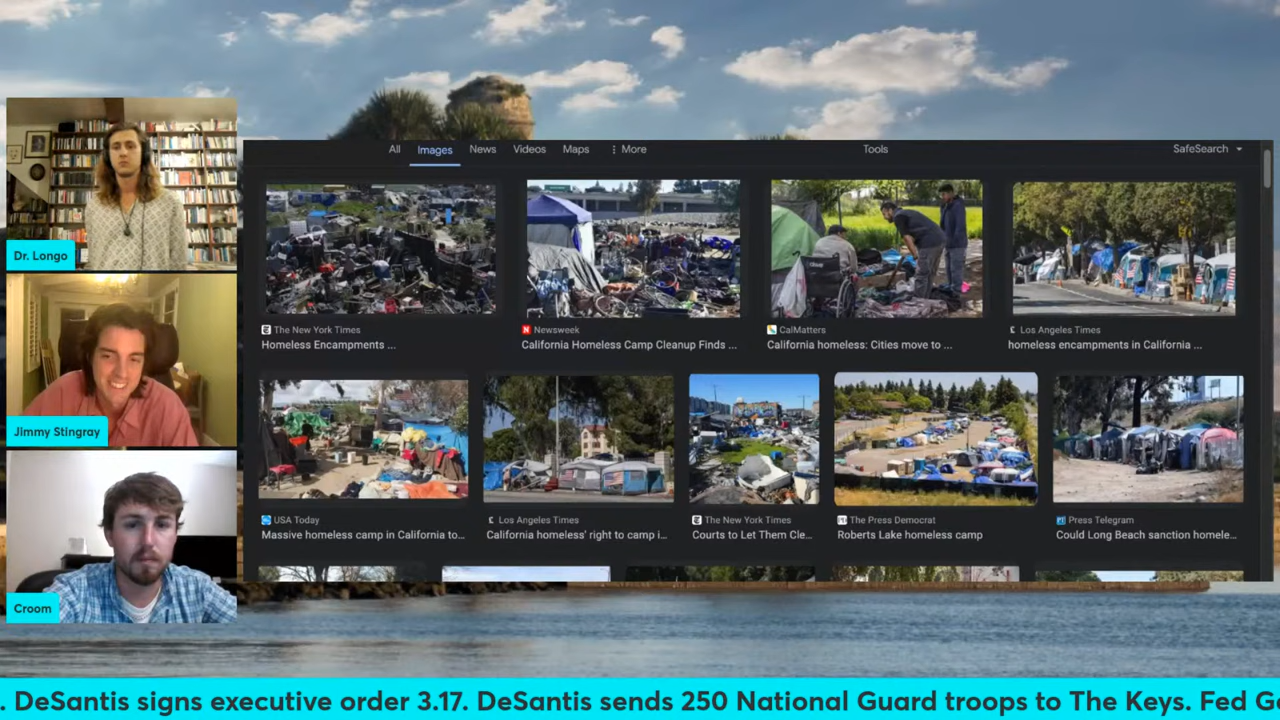 All Images News Videos Maps More Tools SafeSearch
Dr. Longo
The New York Times Newsweek CalMatters Los Angeles Times
Homeless Encampments ... California Homeless Camp Cleanup Finds ... California homeless: Cities move to ... homeless encampments in California ...
Jimmy Stingray
USA Today Los Angeles Times The New York Times The Press Democrat Press Telegram
Massive homeless camp in California to... California homeless' right to camp i... Courts to Let Them Cle... Roberts Lake homeless camp Could Long Beach sanction homele...
Croom
. DeSantis signs executive order 3.17. DeSantis sends 250 National Guard troops to The Keys. Fed